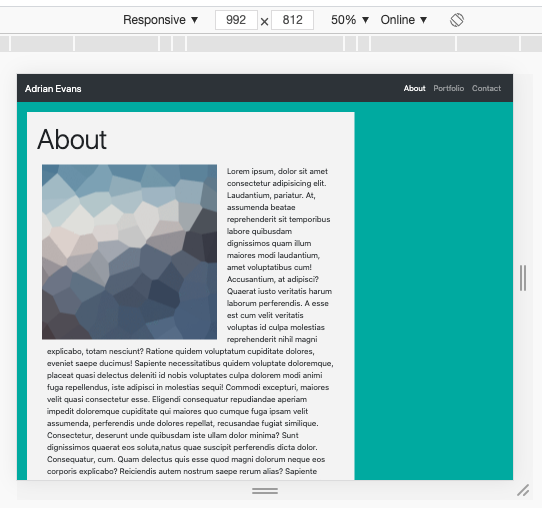 Responsive ▼ 992 × 812 50% ▼ Online ▼
Adrian Evans About Portfolio Contact
About
Lorem ipsum, dolor sit amet
consectetur adipisicing elit.
Laudantium, pariatur. At,
assumenda beatae
reprehenderit sit temporibus
labore quibusdam
dignissimos quam illum
maiores modi laudantium,
amet voluptatibus cum!
Accusantium, at adipisci?
Quaerat iusto veritatis harum
laborum perferendis. A esse
est cum velit veritatis
voluptas id culpa molestias
reprehenderit nihil magni
explicabo, totam nesciunt? Ratione quidem voluptatum cupiditate dolores,
eveniet saepe ducimus! Sapiente necessitatibus quidem voluptate doloremque,
placeat quasi delectus deleniti id nobis voluptates culpa dolorem modi animi
fuga repellendus, iste adipisci in molestias sequi! Commodi excepturi, maiores
velit quasi consectetur esse. Eligendi consequatur repudiandae aperiam
impedit doloremque cupiditate qui maiores quo cumque fuga ipsam velit
assumenda, perferendis unde dolores repellat, recusandae fugiat similique.
Consectetur, deserunt unde quibusdam iste ullam dolor minima? Sunt
dignissimos quaerat eos soluta,natus quae suscipit perferendis dicta dolor.
Consequatur, cum. Quam delectus quis esse quod magni dolorum neque eos
corporis explicabo? Reiciendis autem nostrum saepe rerum alias? Sapiente